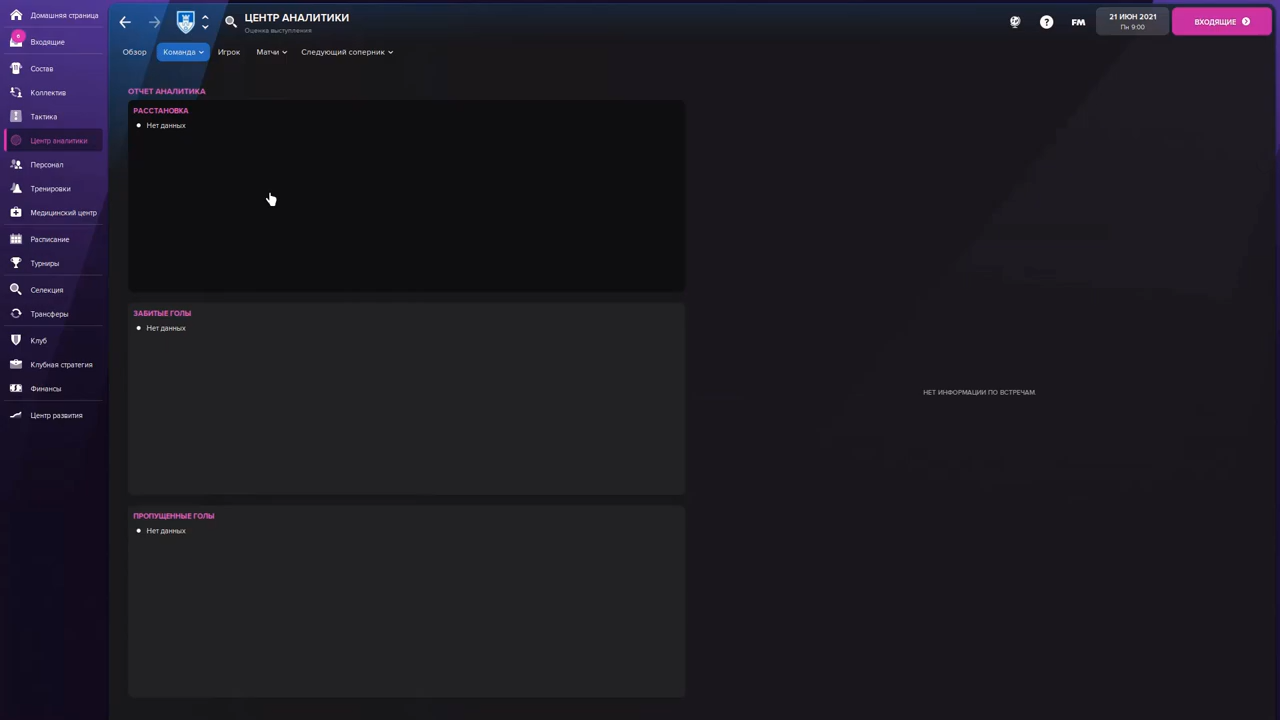 Домашняя страница
6
Входящие
Состав
Коллектив
Тактика
Центр аналитики
Персонал
Тренировки
Медицинский центр
Расписание
Турниры
Селекция
Трансферы
Клуб
Клубная стратегия
Финансы
Центр развития
ЦЕНТР АНАЛИТИКИ
Оценка выступления
?
FM
21 ИЮН 2021
Пн 9:00
ВХОДЯЩИЕ
Обзор
Команда
Игрок
Матчи
Следующий соперник
ОТЧЕТ АНАЛИТИКА
РАССТАНОВКА
Нет данных
ЗАБИТЫЕ ГОЛЫ
Нет данных
ПРОПУЩЕННЫЕ ГОЛЫ
Нет данных
НЕТ ИНФОРМАЦИИ ПО ВСТРЕЧАМ